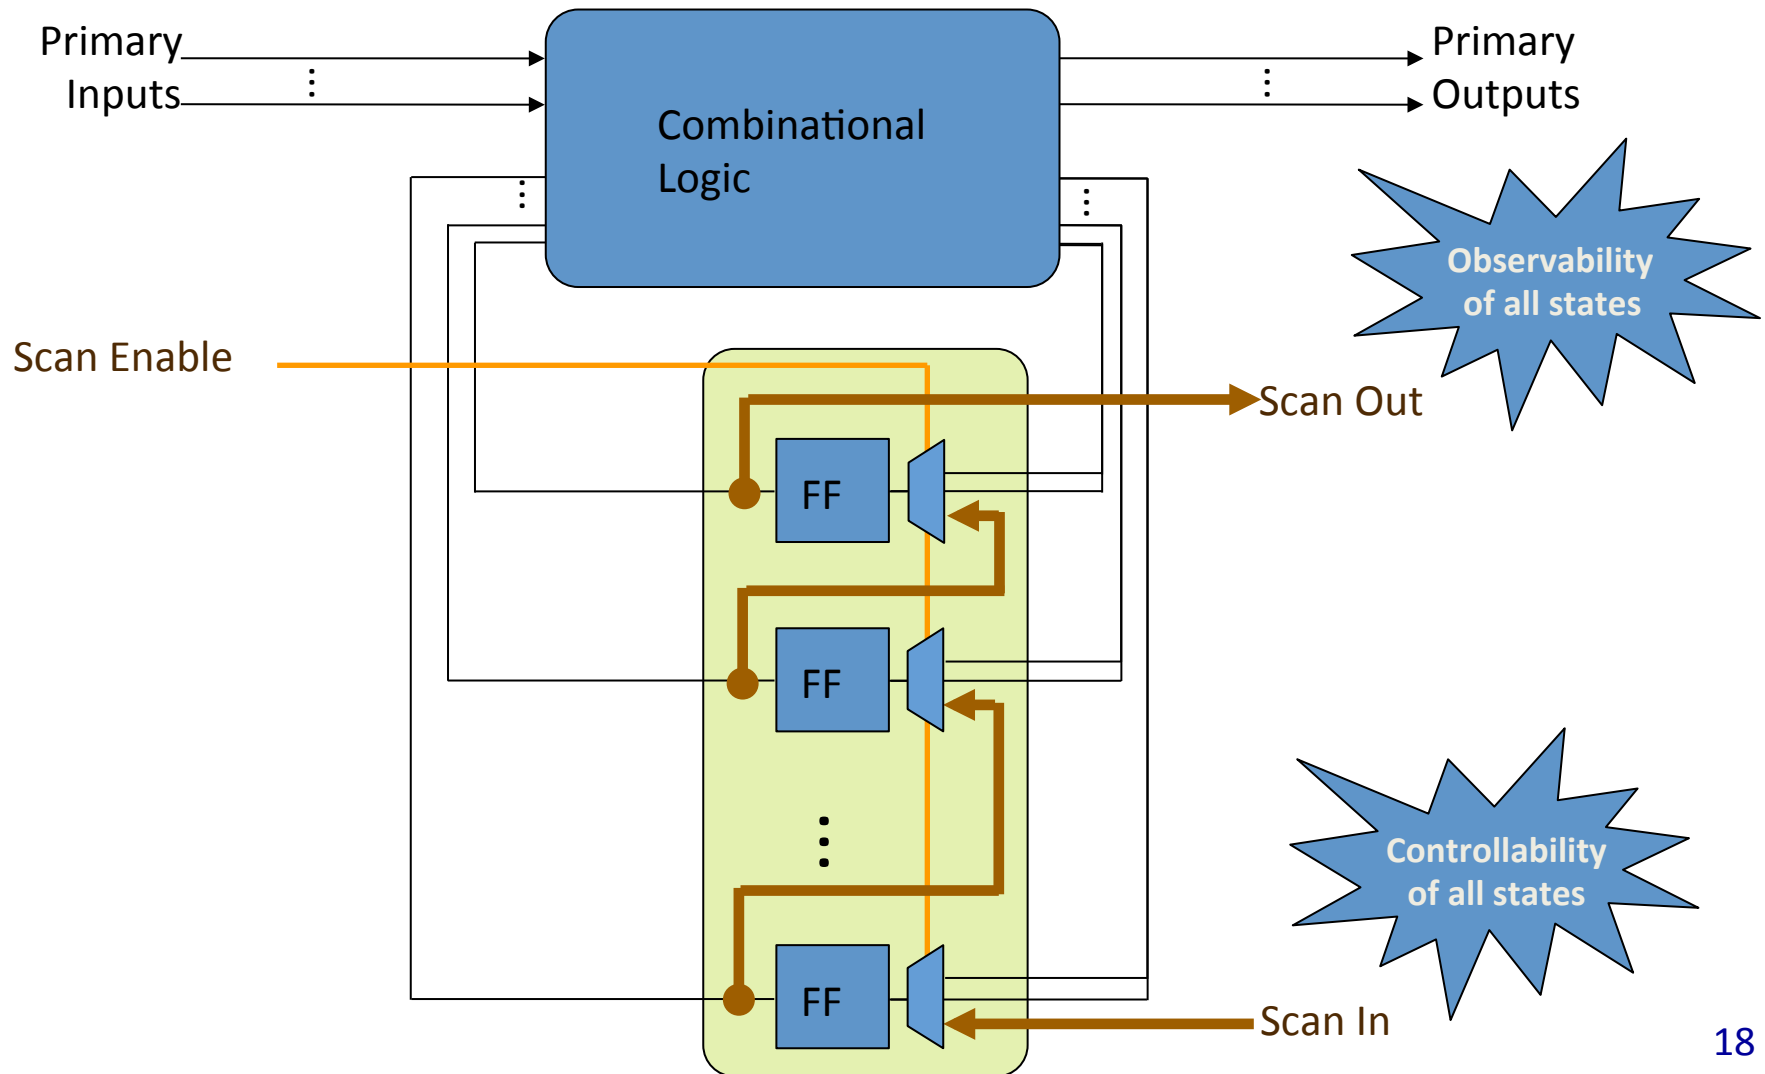 Primary
Inputs
Combinational
Logic
Primary
Outputs
Observability
of all states
Scan Enable
Scan Out
FF
FF
Controllability
of all states
FF
Scan In
18